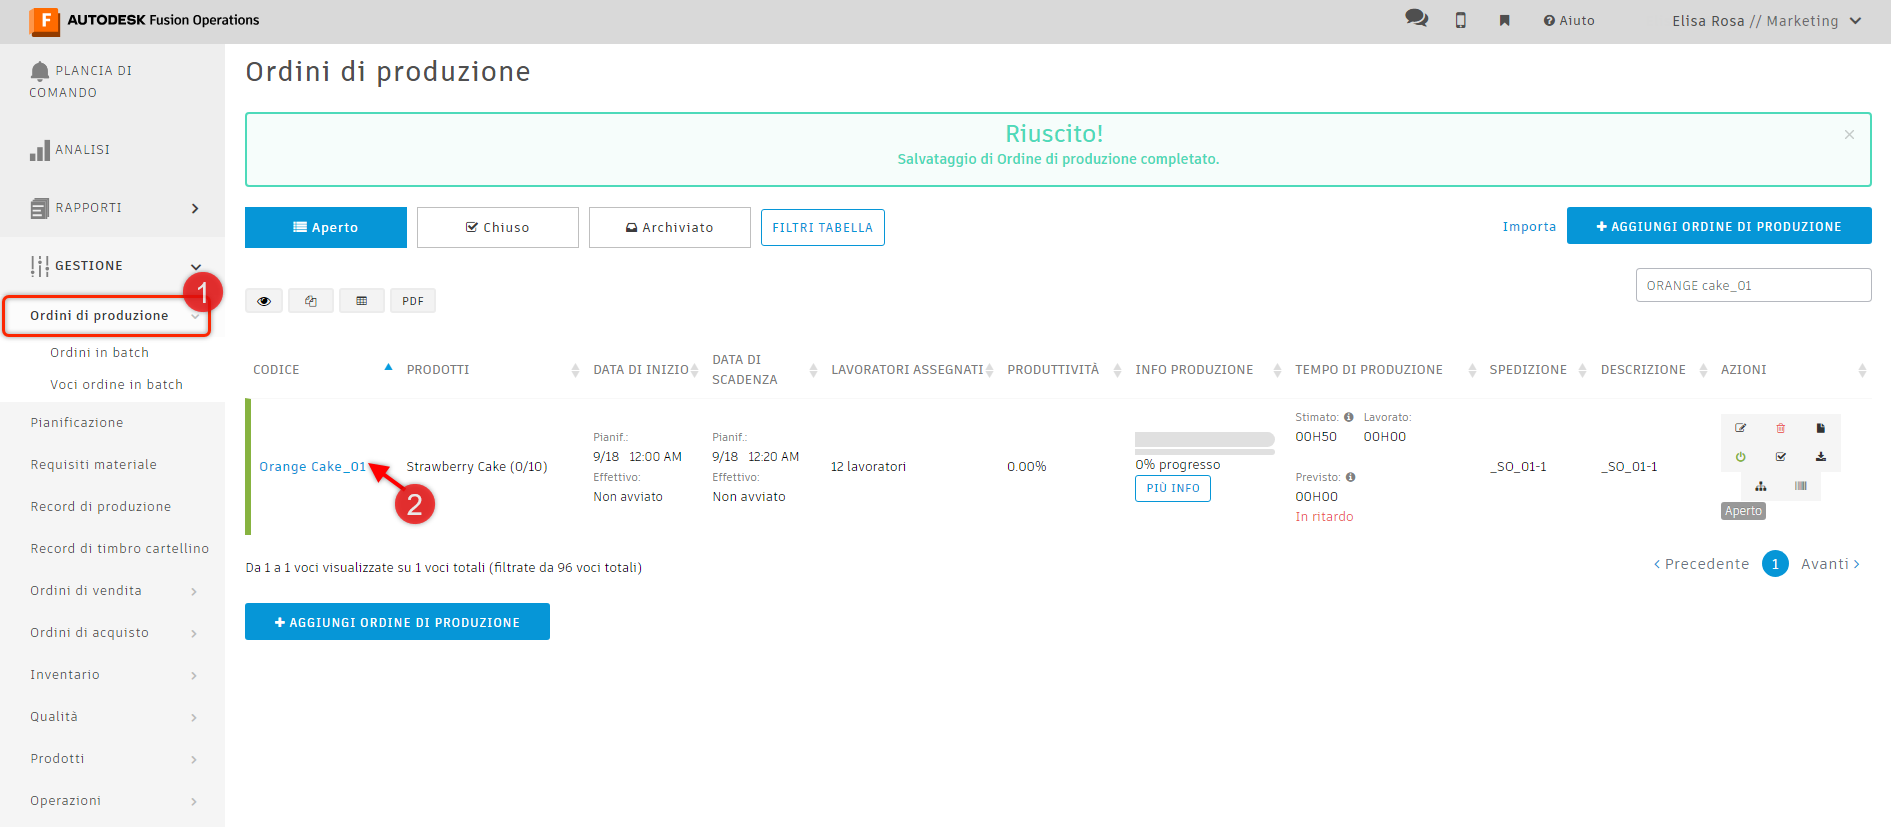 F AUTODESK Fusion Operations
Aiuto
Elisa Rosa // Marketing
PLANCIA DI
COMANDO
ANALISI
RAPPORTI
GESTIONE
1
Ordini di produzione
Ordini in batch
Voci ordine in batch
Pianificazione
Requisiti materiale
Record di produzione
Record di timbro cartellino
Ordini di vendita
Ordini di acquisto
Inventario
Qualità
Prodotti
Operazioni
Ordini di produzione
Riuscito!
×
Salvataggio di Ordine di produzione completato.
Aperto
Chiuso
Archiviato
FILTRI TABELLA
Importa
+ AGGIUNGI ORDINE DI PRODUZIONE
PDF
ORANGE cake_01
CODICE
PRODOTTI
DATA DI INIZIO
DATA DI
SCADENZA
LAVORATORI ASSEGNATI
PRODUTTIVITÀ
INFO PRODUZIONE
TEMPO DI PRODUZIONE
SPEDIZIONE
DESCRIZIONE
AZIONI
Orange Cake_01
2
Strawberry Cake (0/10)
Pianif.:
9/18 12:00 AM
Effettivo:
Non avviato
Pianif.:
9/18 12:20 AM
Effettivo:
Non avviato
12 lavoratori
0.00%
0% progresso
PIÙ INFO
Stimato: Lavorato:
00H50 00H00
Previsto:
00H00
In ritardo
_SO_01-1
_SO_01-1
Aperto
Da 1 a 1 voci visualizzate su 1 voci totali (filtrate da 96 voci totali)
‹ Precedente 1 Avanti ›
+ AGGIUNGI ORDINE DI PRODUZIONE